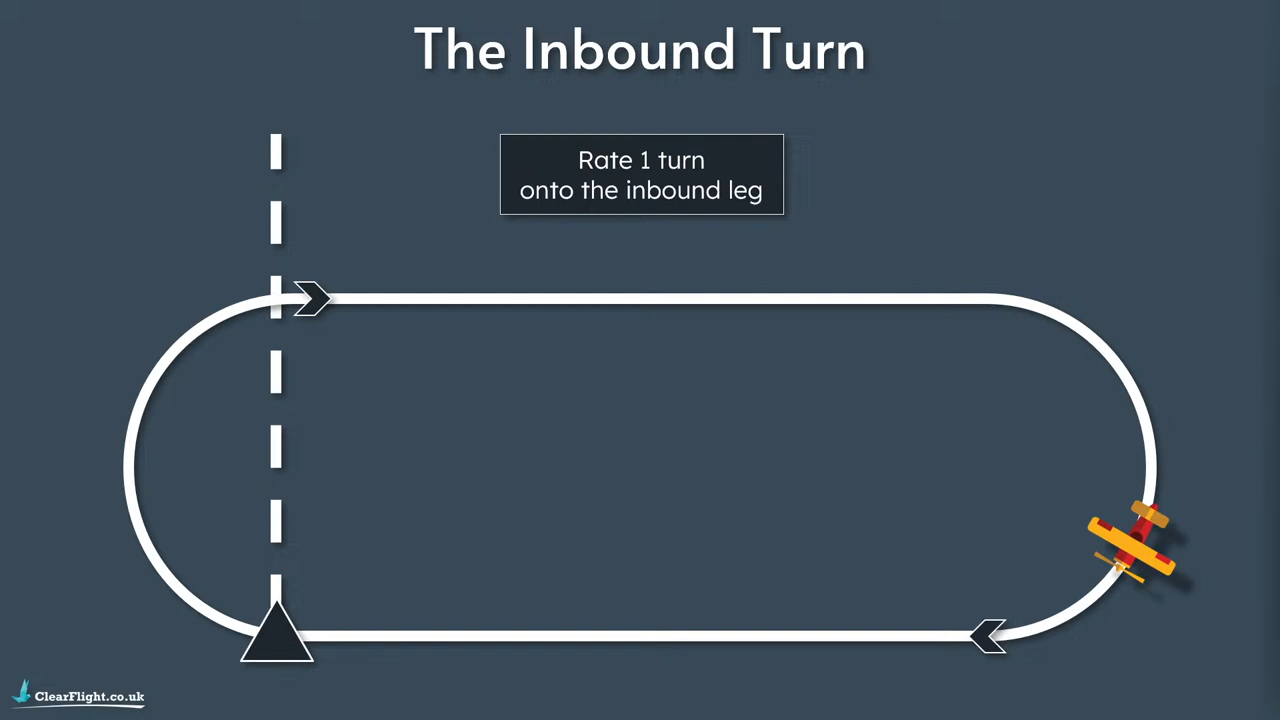 The Inbound Turn
Rate 1 turn
onto the inbound leg
ClearFlight.co.uk